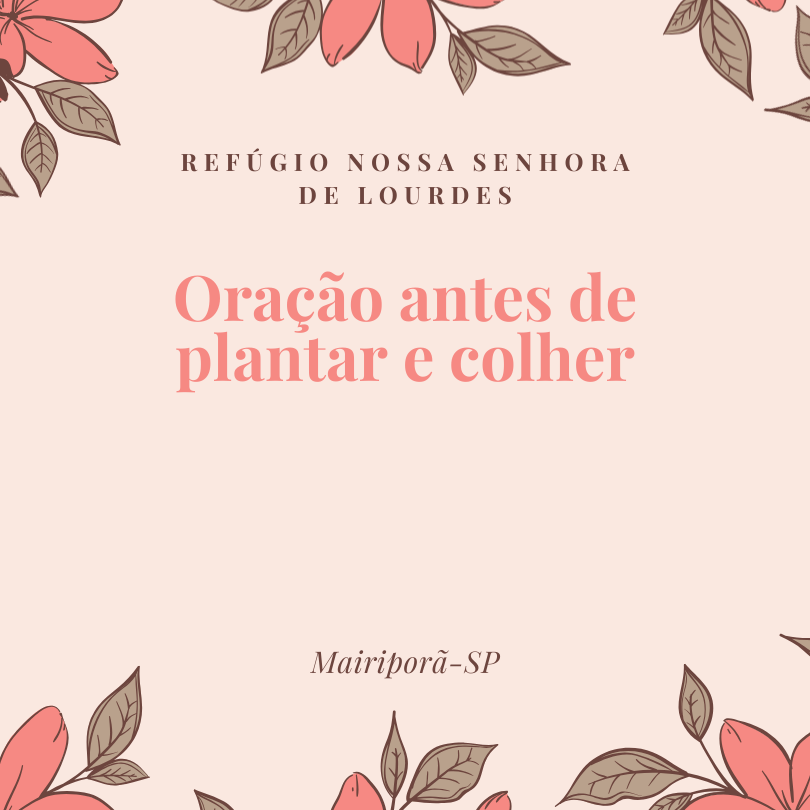 REFÚGIO NOSSA SENHORA
DE LOURDES
Oração antes de
plantar e colher
Mairiporã-SP